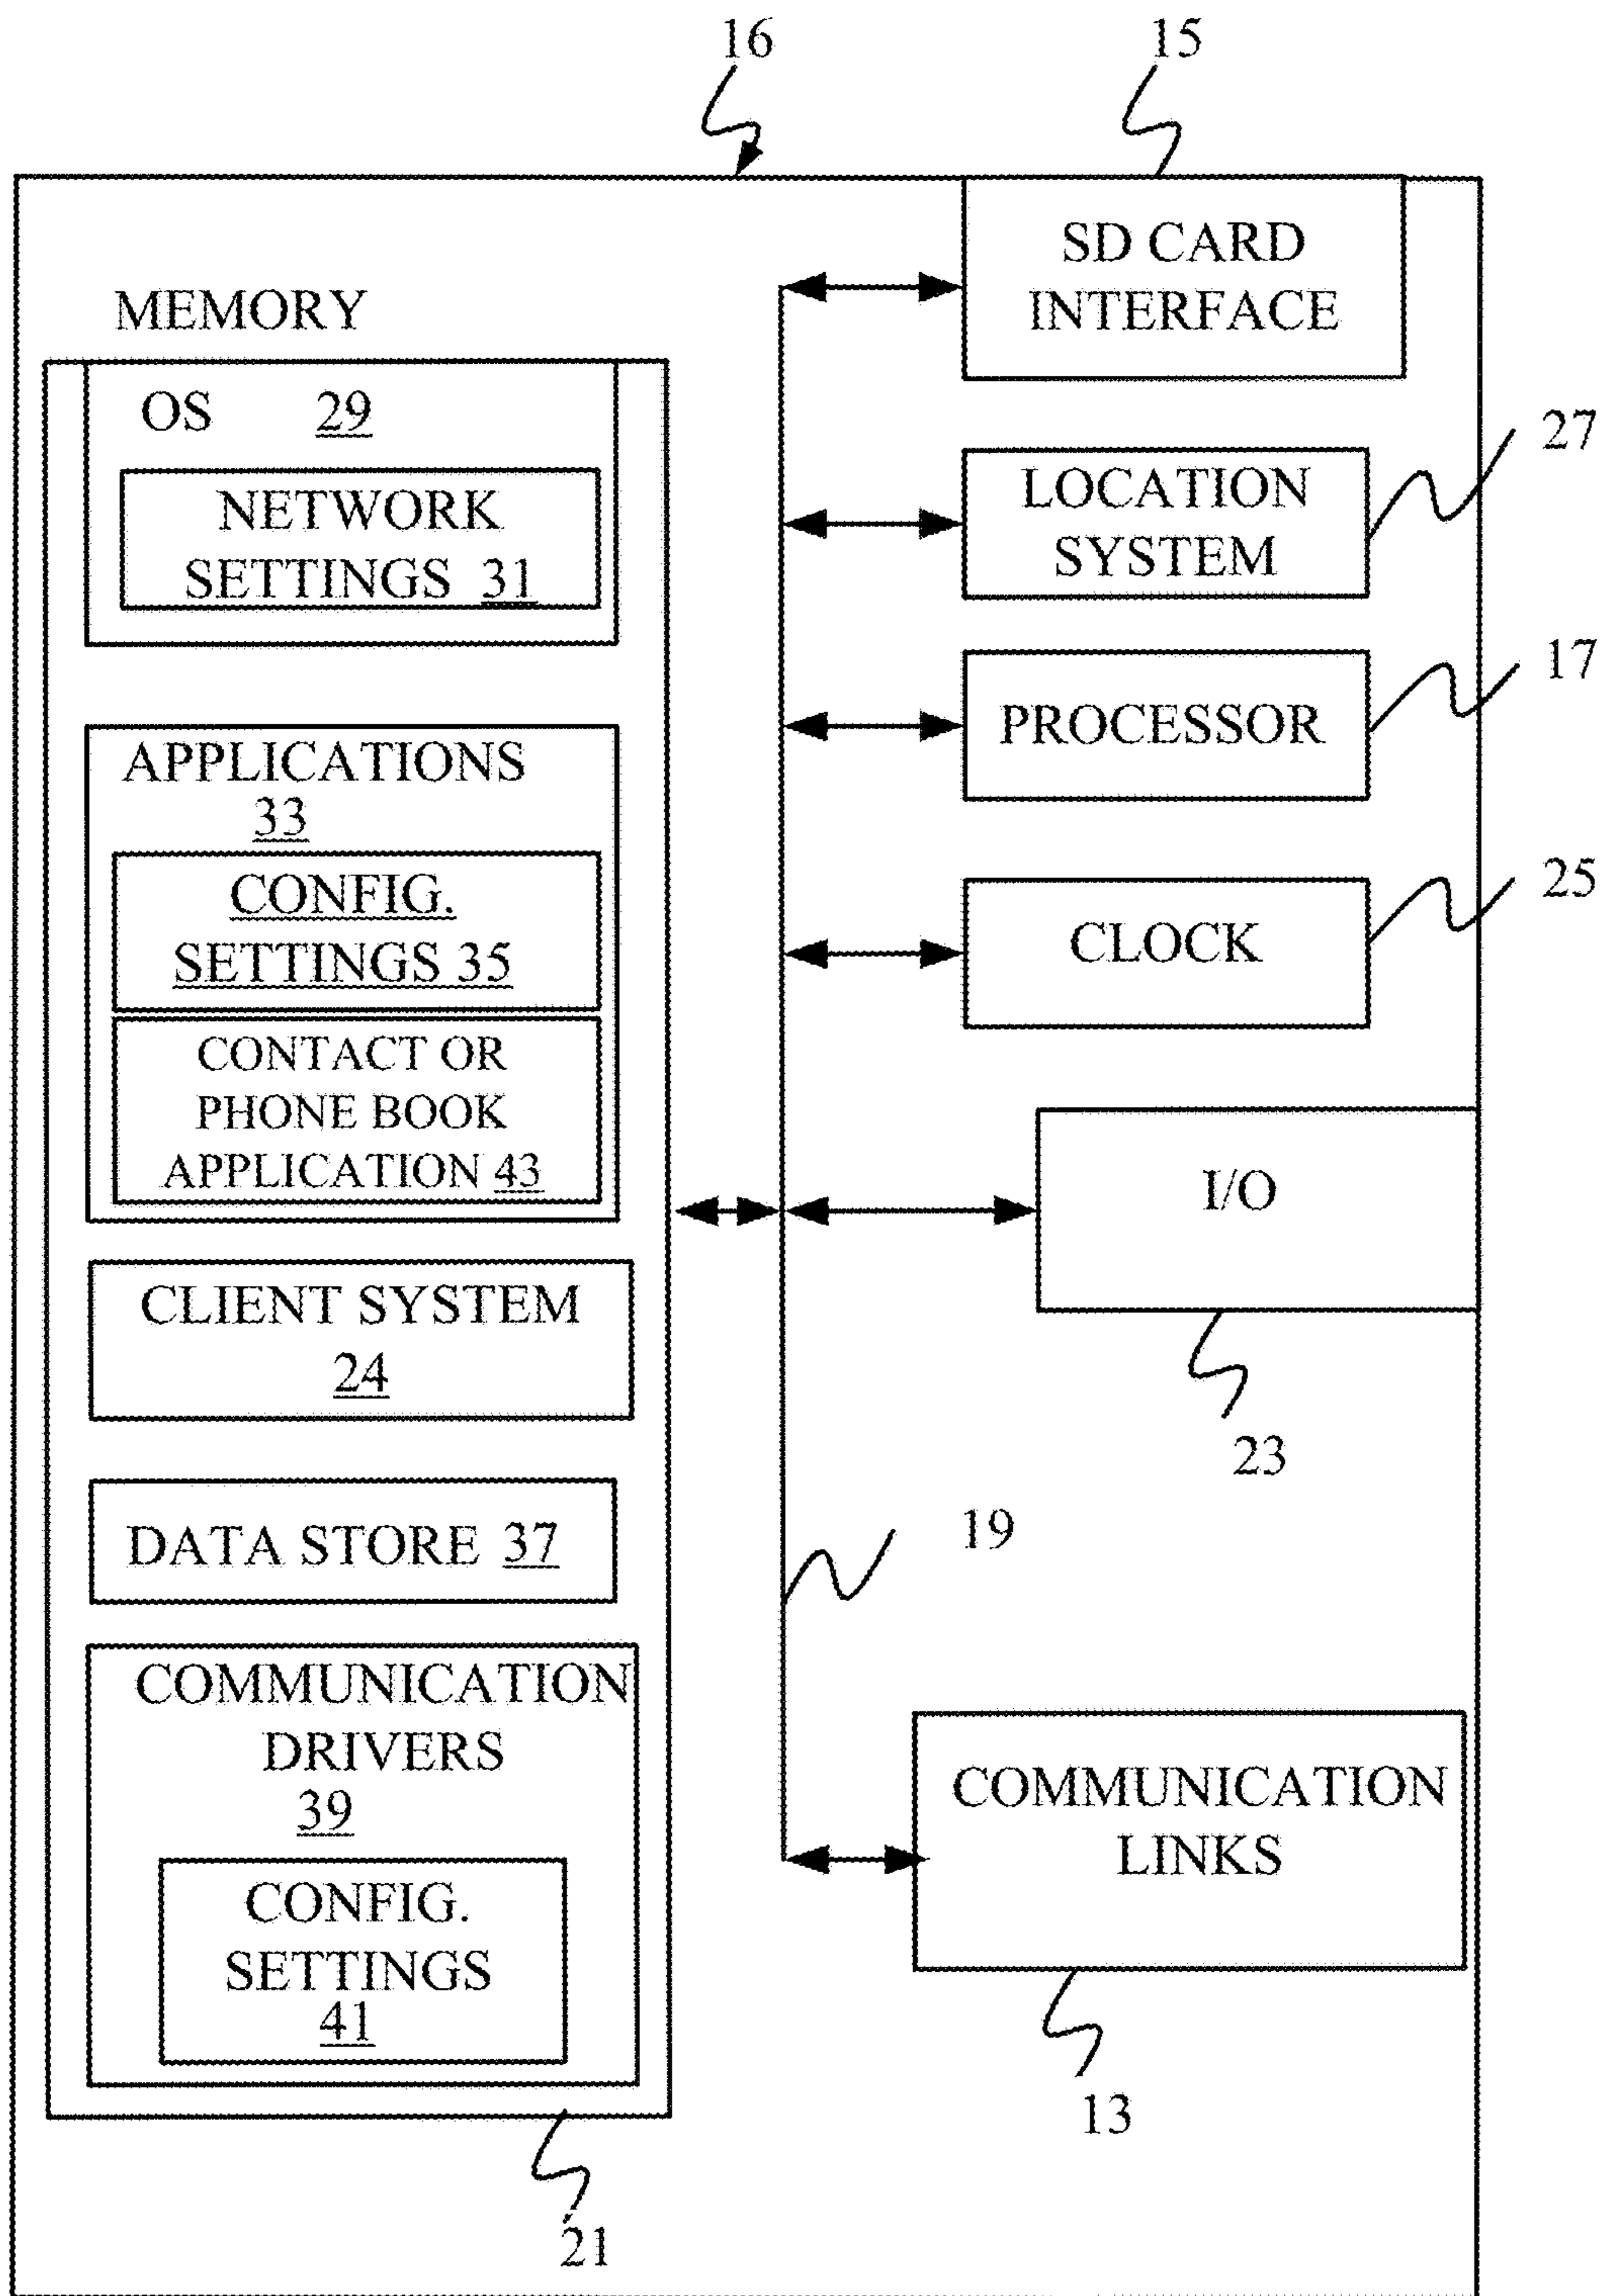 16
15
SD CARD
INTERFACE
MEMORY
OS 29
NETWORK
SETTINGS 31
APPLICATIONS
33
CONFIG.
SETTINGS 35
CONTACT OR
PHONE BOOK
APPLICATION 43
CLIENT SYSTEM
24
DATA STORE 37
COMMUNICATION
DRIVERS
39
CONFIG.
SETTINGS
41
21
LOCATION
SYSTEM
27
PROCESSOR
17
CLOCK
25
I/O
23
19
COMMUNICATION
LINKS
13